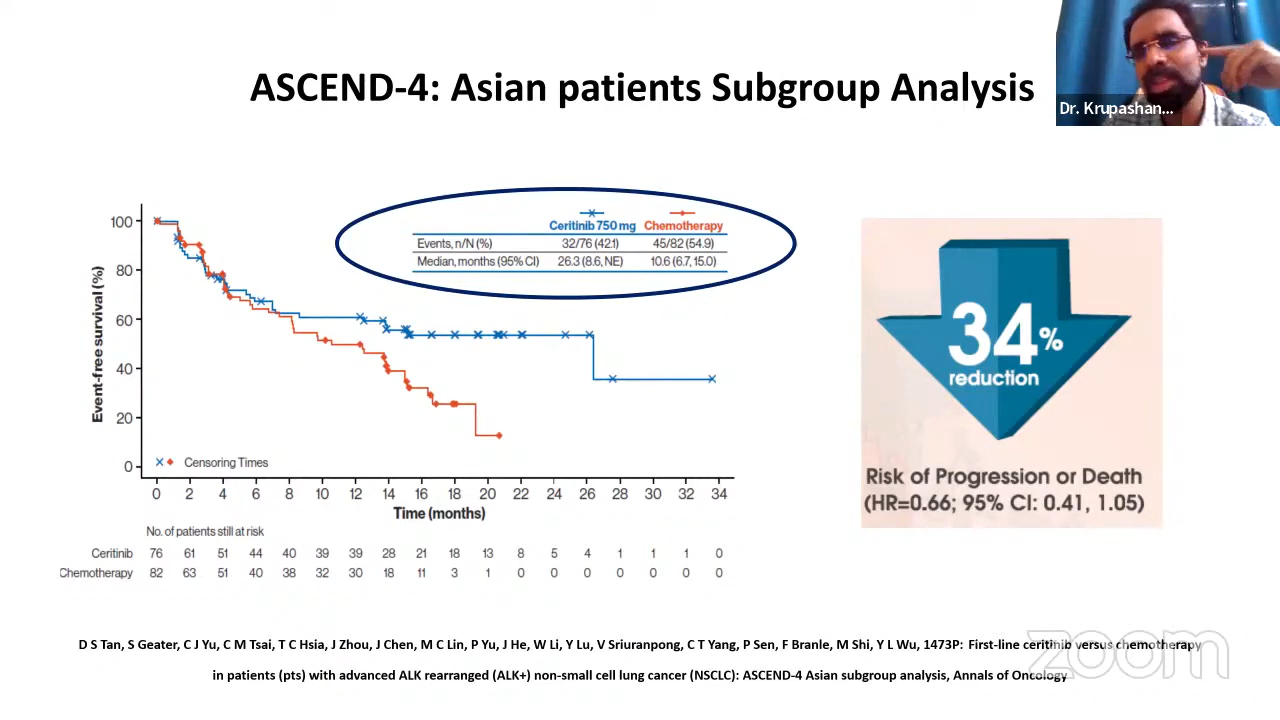 ASCEND-4: Asian patients Subgroup Analysis
Dr. Krupashan...
Ceritinib 750 mg Chemotherapy
Events, n/N (%) 32/76 (42.1) 45/82 (54.9)
Median, months (95% CI) 26.3 (8.6, NE) 10.6 (6.7, 15.0)
Event-free survival (%)
100
80
60
40
20
0
Censoring Times
0 2 4 6 8 10 12 14 16 18 20 22 24 26 28 30 32 34
Time (months)
No. of patients still at risk
Ceritinib 76 61 51 44 40 39 39 28 21 18 13 8 5 4 1 1 1 0
Chemotherapy 82 63 51 40 38 32 30 18 11 3 1 0 0 0 0 0 0 0
34%
reduction
Risk of Progression or Death
(HR=0.66; 95% CI: 0.41, 1.05)
D S Tan, S Geater, C J Yu, C M Tsai, T C Hsia, J Zhou, J Chen, M C Lin, P Yu, J He, W Li, Y Lu, V Sriuranpong, C T Yang, P Sen, F Branle, M Shi, Y L Wu, 1473P: First-line ceritinib versus chemotherapy
in patients (pts) with advanced ALK rearranged (ALK+) non-small cell lung cancer (NSCLC): ASCEND-4 Asian subgroup analysis, Annals of Oncology
zoom